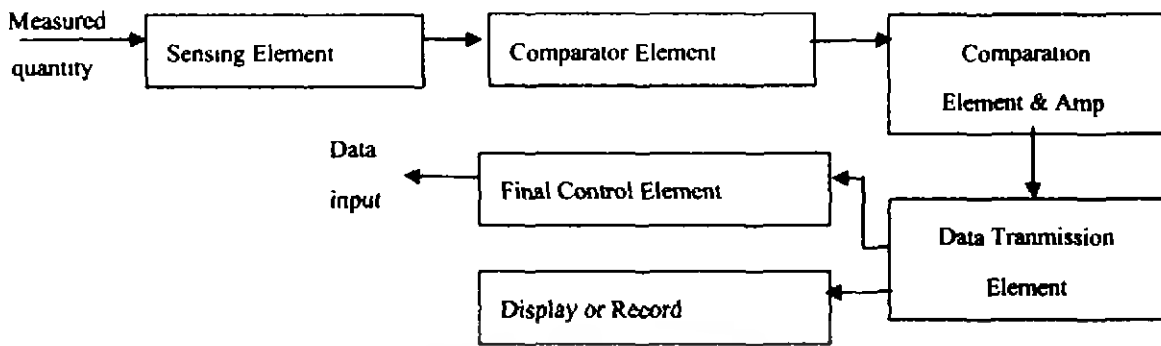 Measured
quantity
Sensing Element
Comparator Element
Comparation
Element & Amp
Data
input
Final Control Element
Data Tranmission
Element
Display or Record